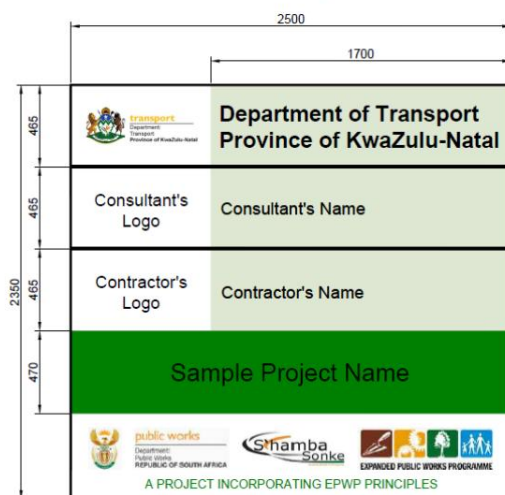 2500
1700
465
transport
Department:
Transport
Province of KwaZulu-Natal
Department of Transport
Province of KwaZulu-Natal
465
Consultant's
Logo
Consultant's Name
2350
465
Contractor's
Logo
Contractor's Name
470
Sample Project Name
public works
Department:
Public Works
REPUBLIC OF SOUTH AFRICA
S'hamba
Sonke
EXPANDED PUBLIC WORKS PROGRAMME
A PROJECT INCORPORATING EPWP PRINCIPLES